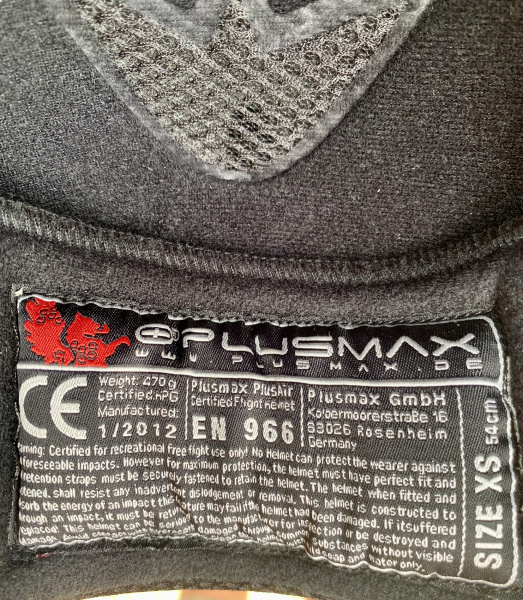 PLUSMAX
PLUSMAX.DE
CE
Weight: 470g
Certified: HPG
Manufactured:
1/2012
Plusmax PlusAir
Certified Flight Helmet
EN 966
Plusmax GmbH
Kolbermoorerstraße 16
83026 Rosenheim
Germany
SIZE XS 54cm
Certified for recreational Free flight use only! No Helmet can protect the wearer against
foreseeable impacts. However for maximum protection, the helmet must have perfect fit and
retention straps must be securely fastened to retain the helmet. The helmet when fitted and
shall resist any inadvertent dislodgement or removal. This helmet is constructed to
the energy of an impact the may fail if the helmet had been damaged. If it suffered
an impact, it must be to the manufacturer for inspection or be destroyed and
This helmet can be seriously damaged substances without visible
soap and water only.